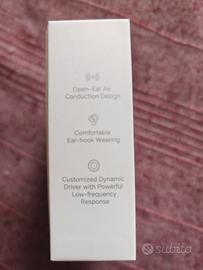 Open-Ear Air
Conduction Design
Comfortable
Ear-hook Wearing
Customized Dynamic
Driver with Powerful
Low-frequency
Response
subito